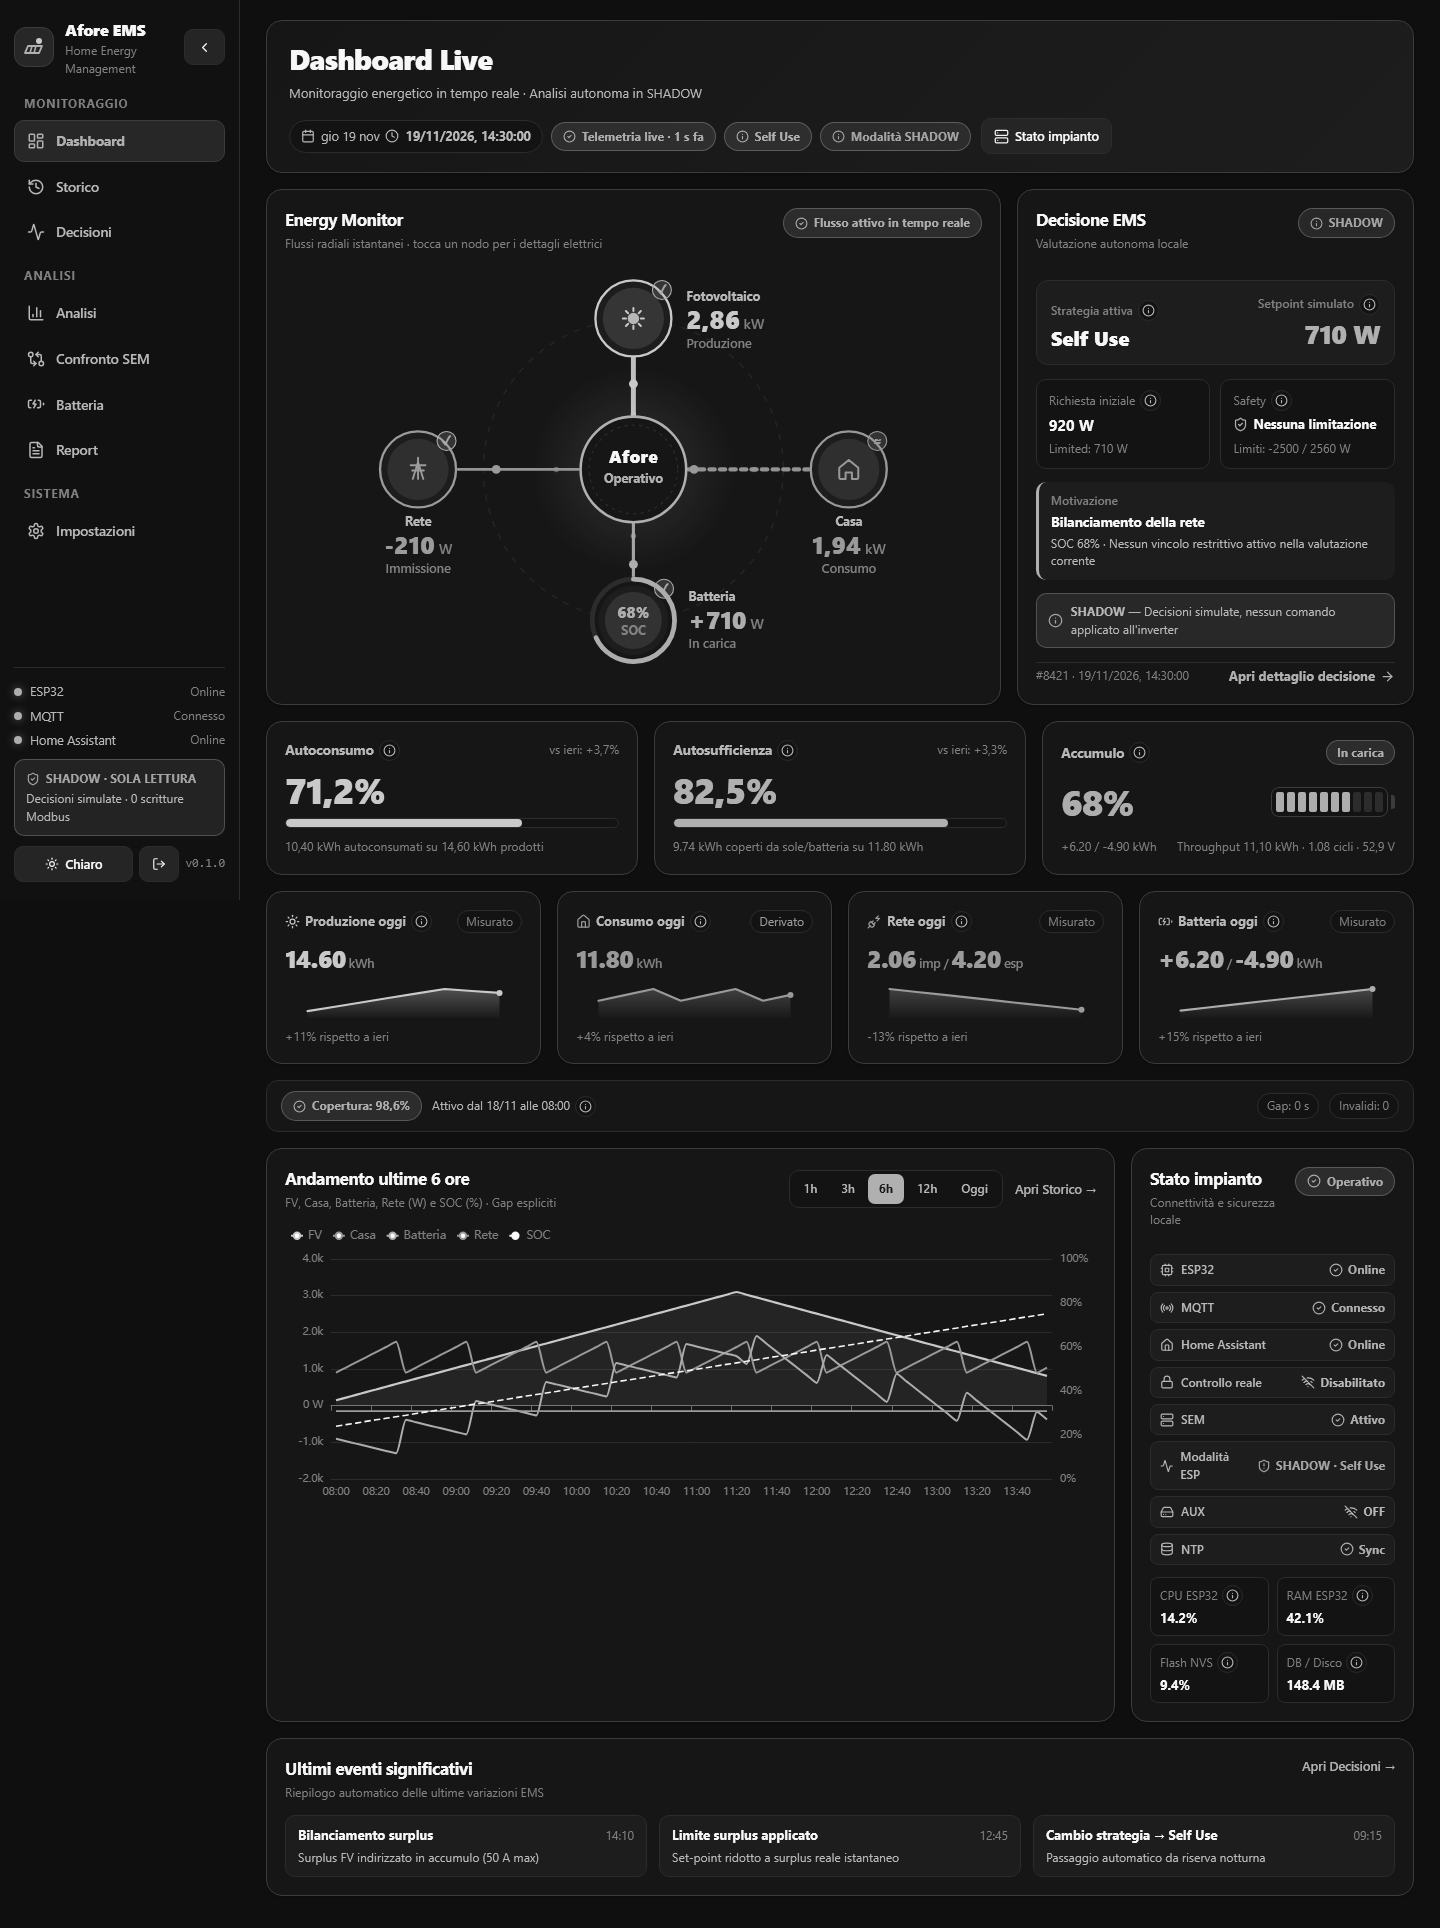 Afore EMS
Home Energy
Management
MONITORAGGIO
Dashboard
Storico
Decisioni
ANALISI
Analisi
Confronto SEM
Batteria
Report
SISTEMA
Impostazioni
ESP32 Online
MQTT Connesso
Home Assistant Online
SHADOW · SOLA LETTURA
Decisioni simulate · 0 scritture
Modbus
Chiaro v0.1.0
Dashboard Live
Monitoraggio energetico in tempo reale · Analisi autonoma in SHADOW
gio 19 nov 19/11/2026, 14:30:00 Telemetria live · 1 s fa Self Use Modalità SHADOW Stato impianto
Energy Monitor
Flussi radiali istantanei · tocca un nodo per i dettagli elettrici
Flusso attivo in tempo reale
Fotovoltaico
2,86 kW
Produzione
Afore
Operativo
Rete
-210 W
Immissione
Casa
1,94 kW
Consumo
68%
SOC
Batteria
+710 W
In carica
Decisione EMS
Valutazione autonoma locale
SHADOW
Strategia attiva
Self Use
Setpoint simulato
710 W
Richiesta iniziale
920 W
Limited: 710 W
Safety
Nessuna limitazione
Limiti: -2500 / 2560 W
Motivazione
Bilanciamento della rete
SOC 68% · Nessun vincolo restrittivo attivo nella valutazione
corrente
SHADOW — Decisioni simulate, nessun comando
applicato all'inverter
#8421 · 19/11/2026, 14:30:00 Apri dettaglio decisione →
Autoconsumo vs ieri: +3,7%
71,2%
10,40 kWh autoconsumati su 14,60 kWh prodotti
Autosufficienza vs ieri: +3,3%
82,5%
9.74 kWh coperti da sole/batteria su 11.80 kWh
Accumulo In carica
68%
+6.20 / -4.90 kWh Throughput 11,10 kWh · 1.08 cicli · 52,9 V
Produzione oggi Misurato
14.60 kWh
+11% rispetto a ieri
Consumo oggi Derivato
11.80 kWh
+4% rispetto a ieri
Rete oggi Misurato
2.06 imp / 4.20 esp
-13% rispetto a ieri
Batteria oggi Misurato
+6.20 / -4.90 kWh
+15% rispetto a ieri
Copertura: 98,6% Attivo dal 18/11 alle 08:00 Gap: 0 s Invalidi: 0
Andamento ultime 6 ore
FV, Casa, Batteria, Rete (W) e SOC (%) · Gap espliciti
1h 3h 6h 12h Oggi Apri Storico →
FV Casa Batteria Rete SOC
4.0k 100%
3.0k 80%
2.0k 60%
1.0k 40%
0 W 20%
-1.0k 0%
-2.0k
08:00 08:20 08:40 09:00 09:20 09:40 10:00 10:20 10:40 11:00 11:20 11:40 12:00 12:20 12:40 13:00 13:20 13:40
Stato impianto
Connettività e sicurezza
locale
Operativo
ESP32 Online
MQTT Connesso
Home Assistant Online
Controllo reale Disabilitato
SEM Attivo
Modalità
ESP
SHADOW · Self Use
AUX OFF
NTP Sync
CPU ESP32
14.2%
RAM ESP32
42.1%
Flash NVS
9.4%
DB / Disco
148.4 MB
Ultimi eventi significativi
Riepilogo automatico delle ultime variazioni EMS
Apri Decisioni →
Bilanciamento surplus 14:10
Surplus FV indirizzato in accumulo (50 A max)
Limite surplus applicato 12:45
Set-point ridotto a surplus reale istantaneo
Cambio strategia → Self Use 09:15
Passaggio automatico da riserva notturna